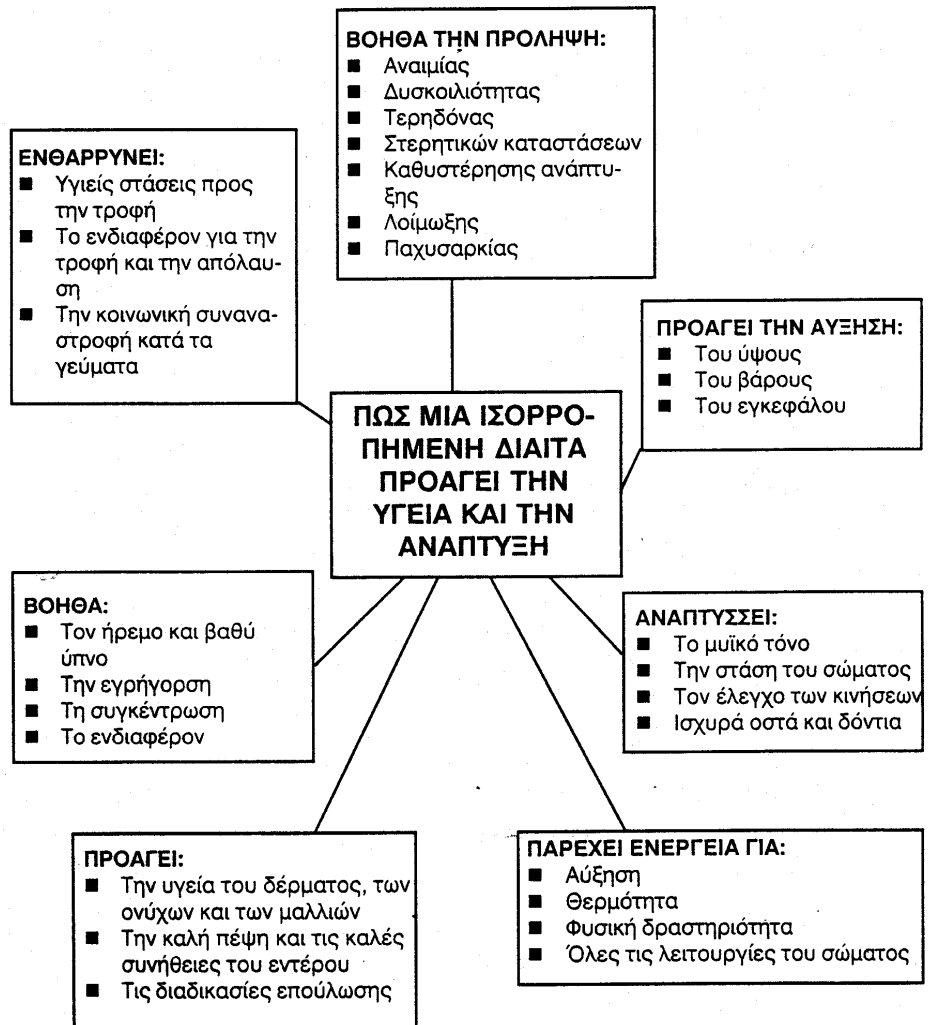 ΒΟΗΘΑ ΤΗΝ ΠΡΟΛΗΨΗ:
■ Αναιμίας
■ Δυσκοιλιότητας
■ Τερηδόνας
■ Στερητικών καταστάσεων
■ Καθυστέρησης ανάπτυ-
ξης
■ Λοίμωξης
■ Παχυσαρκίας
ΕΝΘΑΡΡΥΝΕΙ:
■ Υγιείς στάσεις προς
την τροφή
■ Το ενδιαφέρον για την
τροφή και την απόλαυ-
ση
■ Την κοινωνική συνανα-
στροφή κατά τα
γεύματα
ΠΡΟΑΓΕΙ ΤΗΝ ΑΥΞΗΣΗ:
■ Του ύψους
■ Του βάρους
■ Του εγκεφάλου
ΠΩΣ ΜΙΑ ΙΣΟΡΡΟ-
ΠΗΜΕΝΗ ΔΙΑΙΤΑ
ΠΡΟΑΓΕΙ ΤΗΝ
ΥΓΕΙΑ ΚΑΙ ΤΗΝ
ΑΝΑΠΤΥΞΗ
ΒΟΗΘΑ:
■ Τον ήρεμο και βαθύ
ύπνο
■ Την εγρήγορση
■ Τη συγκέντρωση
■ Το ενδιαφέρον
ΑΝΑΠΤΥΣΣΕΙ:
■ Το μυϊκό τόνο
■ Την στάση του σώματος
■ Τον έλεγχο των κινήσεων
■ Ισχυρά οστά και δόντια
ΠΡΟΑΓΕΙ:
■ Την υγεία του δέρματος, των
ονύχων και των μαλλιών
■ Την καλή πέψη και τις καλές
συνήθειες του εντέρου
■ Τις διαδικασίες επούλωσης
ΠΑΡΕΧΕΙ ΕΝΕΡΓΕΙΑ ΓΙΑ:
■ Αύξηση
■ Θερμότητα
■ Φυσική δραστηριότητα
■ Όλες τις λειτουργίες του σώματος